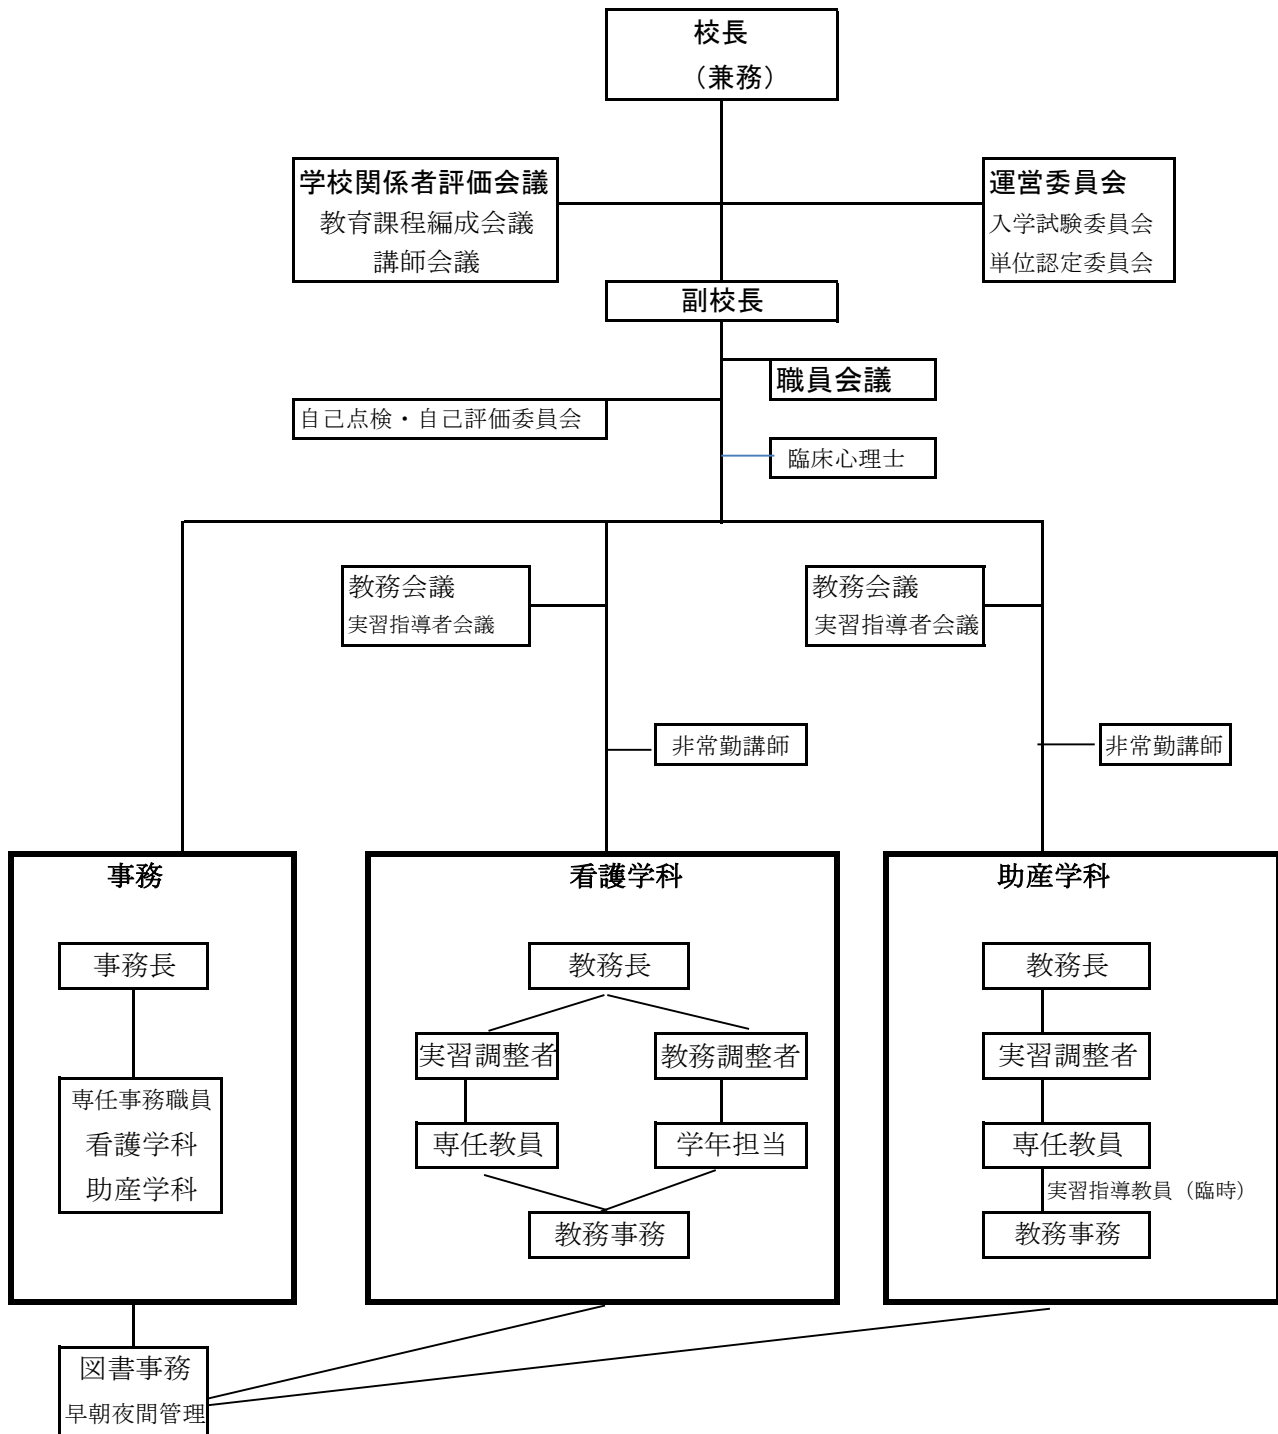 校長
（兼務）
学校関係者評価会議
教育課程編成会議
講師会議
運営委員会
入学試験委員会
単位認定委員会
副校長
職員会議
自己点検・自己評価委員会
臨床心理士
教務会議
実習指導者会議
教務会議
実習指導者会議
非常勤講師
非常勤講師
事務
事務長
専任事務職員
看護学科
助産学科
看護学科
教務長
実習調整者
教務調整者
専任教員
学年担当
教務事務
助産学科
教務長
実習調整者
専任教員
実習指導教員（臨時）
教務事務
図書事務
早朝夜間管理